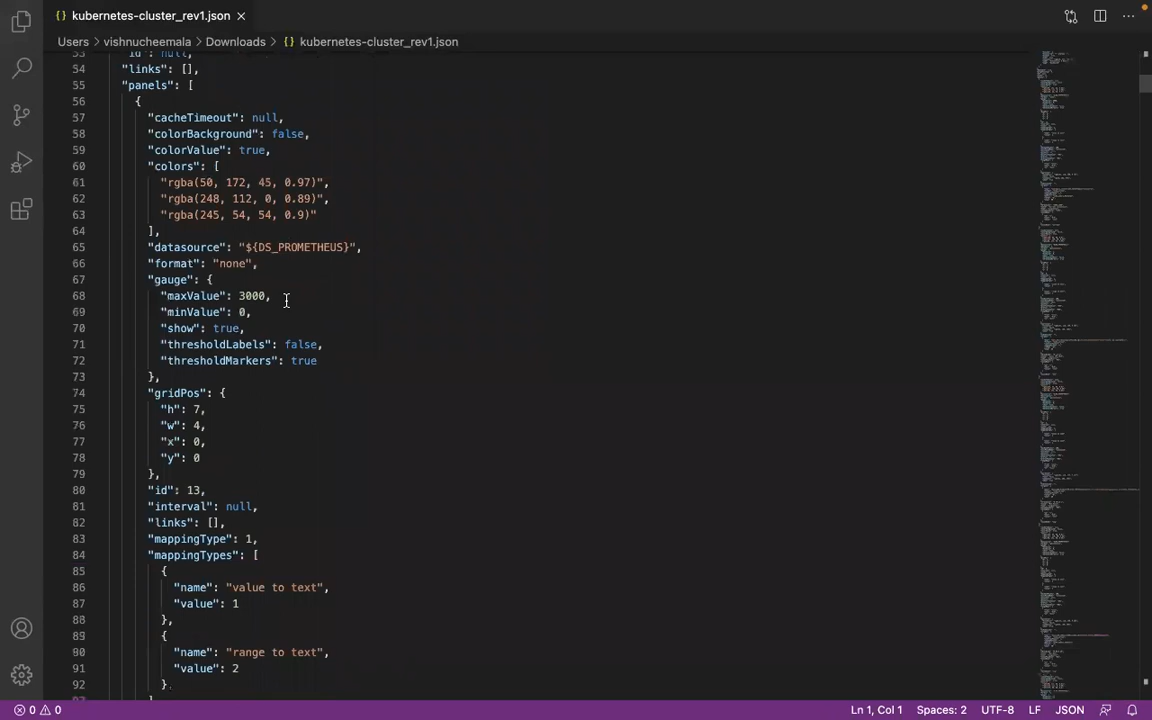 {} kubernetes-cluster_rev1.json ×
Users > vishnucheemala > Downloads > {} kubernetes-cluster_rev1.json
53 "id": null,
54 "links": [],
55 "panels": [
56 {
57 "cacheTimeout": null,
58 "colorBackground": false,
59 "colorValue": true,
60 "colors": [
61 "rgba(50, 172, 45, 0.97)",
62 "rgba(248, 112, 0, 0.89)",
63 "rgba(245, 54, 54, 0.9)"
64 ],
65 "datasource": "${DS_PROMETHEUS}",
66 "format": "none",
67 "gauge": {
68 "maxValue": 3000,
69 "minValue": 0,
70 "show": true,
71 "thresholdLabels": false,
72 "thresholdMarkers": true
73 },
74 "gridPos": {
75 "h": 7,
76 "w": 4,
77 "x": 0,
78 "y": 0
79 },
80 "id": 13,
81 "interval": null,
82 "links": [],
83 "mappingType": 1,
84 "mappingTypes": [
85 {
86 "name": "value to text",
87 "value": 1
88 },
89 {
90 "name": "range to text",
91 "value": 2
92 }
0 0 Ln 1, Col 1 Spaces: 2 UTF-8 LF JSON